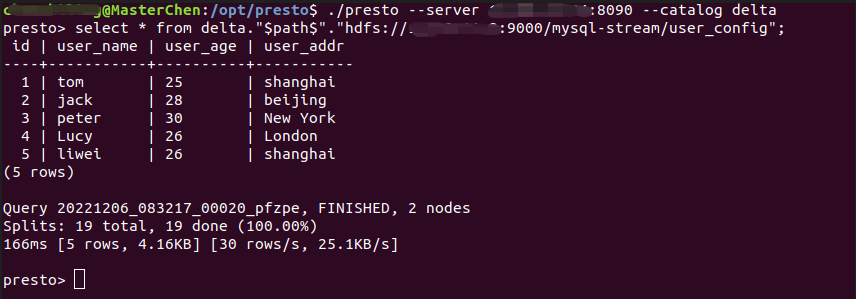 @MasterChen:/opt/presto$ ./presto --server :8090 --catalog delta
presto> select * from delta."$path$"."hdfs://:9000/mysql-stream/user_config";
id | user_name | user_age | user_addr
----+-----------+----------+-----------
1 | tom | 25 | shanghai
2 | jack | 28 | beijing
3 | peter | 30 | New York
4 | Lucy | 26 | London
5 | liwei | 26 | shanghai
(5 rows)
Query 20221206_083217_00020_pfzpe, FINISHED, 2 nodes
Splits: 19 total, 19 done (100.00%)
166ms [5 rows, 4.16KB] [30 rows/s, 25.1KB/s]
presto>